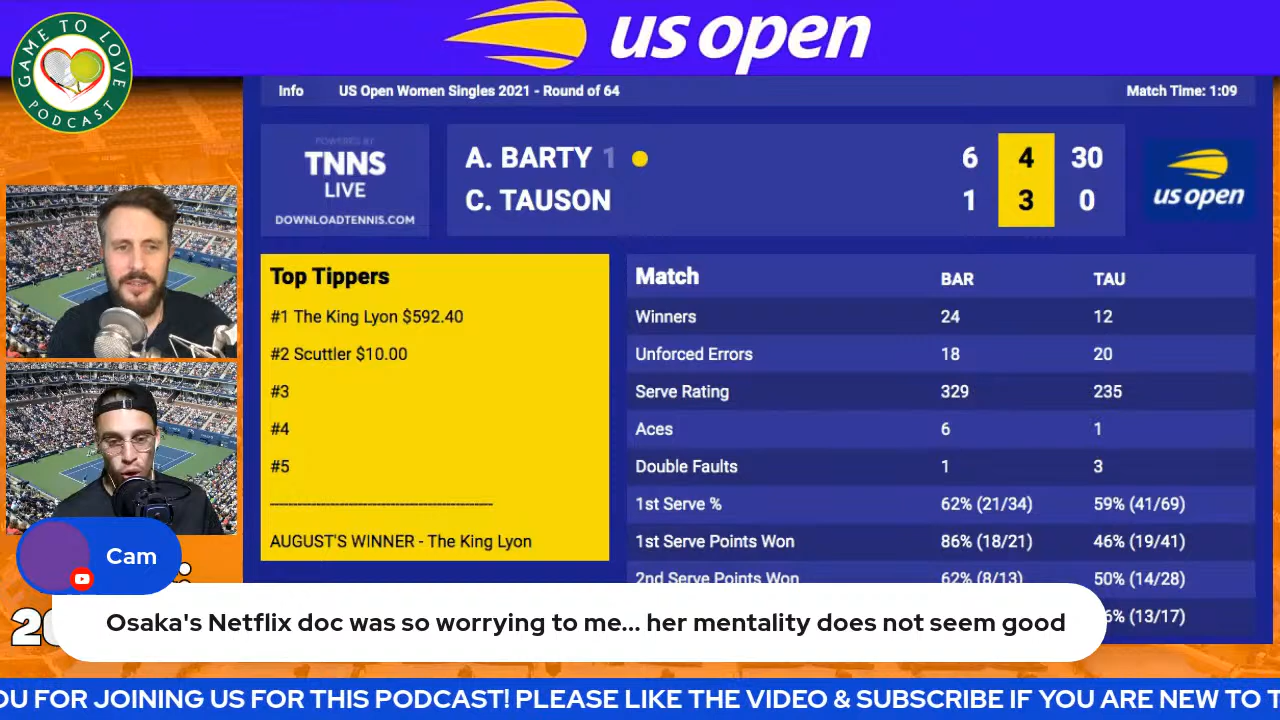 GAME TO LOVE
PODCAST
us open
Info US Open Women Singles 2021 - Round of 64 Match Time: 1:09
POWERED BY
TNNS
LIVE
DOWNLOADTENNIS.COM
A. BARTY 1 6 4 30
C. TAUSON 1 3 0
us open
Top Tippers
#1 The King Lyon $592.40
#2 Scuttler $10.00
#3
#4
#5
AUGUST'S WINNER - The King Lyon
Match BAR TAU
Winners 24 12
Unforced Errors 18 20
Serve Rating 329 235
Aces 6 1
Double Faults 1 3
1st Serve % 62% (21/34) 59% (41/69)
1st Serve Points Won 86% (18/21) 46% (19/41)
2nd Serve Points Won 62% (8/13) 50% (14/28)
6% (13/17)
Cam
Osaka's Netflix doc was so worrying to me... her mentality does not seem good
OU FOR JOINING US FOR THIS PODCAST! PLEASE LIKE THE VIDEO & SUBSCRIBE IF YOU ARE NEW TO T